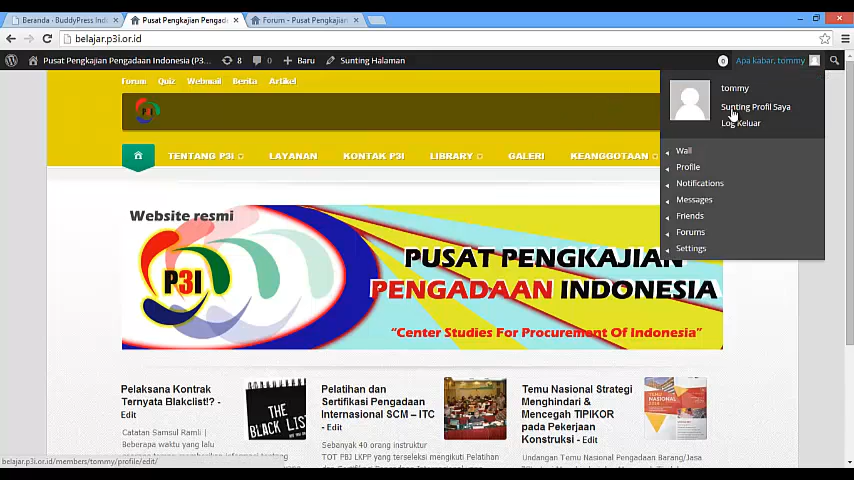 Beranda - BuddyPress Indi
Pusat Pengkajian Pengada
Forum - Pusat Pengkajian
belajar.p3i.or.id
Pusat Pengkajian Pengadaan Indonesia (P3...
8
0
Baru
Sunting Halaman
0
Apa kabar, tommy
Forum
Quiz
Webmail
Berita
Artikel
tommy
Sunting Profil Saya
Log Keluar
TENTANG P3I
LAYANAN
KONTAK P3I
LIBRARY
GALERI
KEANGGOTAAN
Wall
Profile
Notifications
Messages
Friends
Forums
Settings
Website resmi
P3I
PUSAT PENGKAJIAN
PENGADAAN INDONESIA
"Center Studies For Procurement Of Indonesia"
Pelaksana Kontrak
Ternyata Blakclist!? -
Edit
Catatan Samsul Ramli |
Beberapa waktu yang lalu
THE
BLACK LIS
Pelatihan dan
Sertifikasi Pengadaan
Internasional SCM – ITC
- Edit
Sebanyak 40 orang instruktur
TOT PBJ LKPP yang terseleksi mengikuti Pelatihan
Temu Nasional Strategi
Menghindari &
Mencegah TIPIKOR
pada Pekerjaan
Konstruksi - Edit
TEMU
NASIONAL
Undangan Temu Nasional Pengadaan Barang/Jasa
belajar.p3i.or.id/members/tommy/profile/edit/